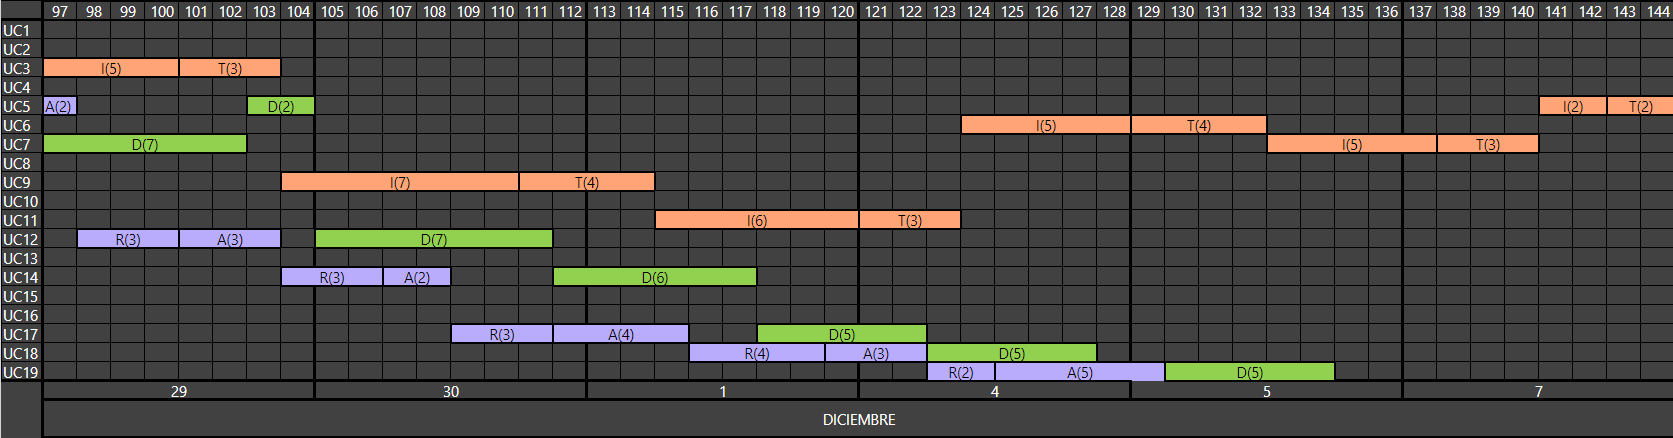 97 98 99 100 101 102 103 104 105 106 107 108 109 110 111 112 113 114 115 116 117 118 119 120 121 122 123 124 125 126 127 128 129 130 131 132 133 134 135 136 137 138 139 140 141 142 143 144
UC1
UC2
UC3 I(5) T(3)
UC4
UC5 A(2) D(2) I(2) T(2)
UC6 I(5) T(4)
UC7 D(7) I(5) T(3)
UC8
UC9 I(7) T(4)
UC10
UC11 I(6) T(3)
UC12 R(3) A(3) D(7)
UC13
UC14 R(3) A(2) D(6)
UC15
UC16
UC17 R(3) A(4) D(5)
UC18 R(4) A(3) D(5)
UC19 R(2) A(5) D(5)
29 30 1 4 5 7
DICIEMBRE